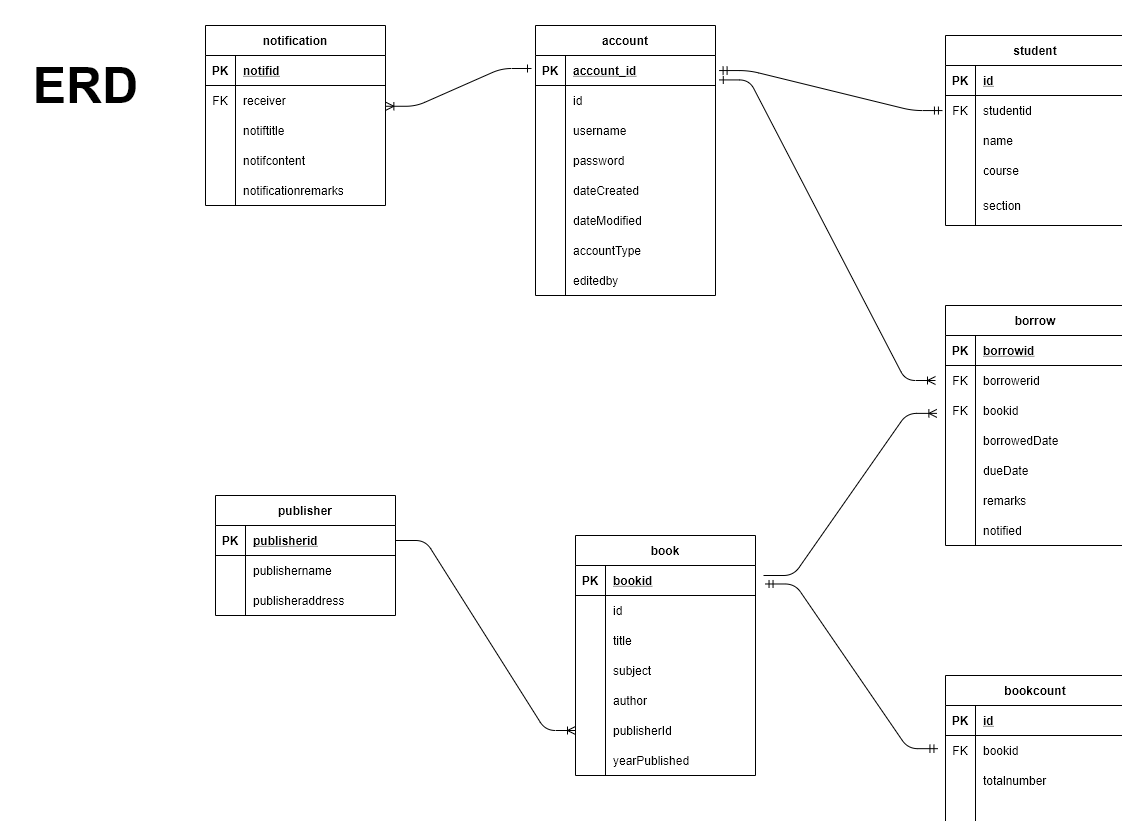 ERD
notification
PK notifid
FK receiver
notiftitle
notifcontent
notificationremarks
account
PK account_id
id
username
password
dateCreated
dateModified
accountType
editedby
student
PK id
FK studentid
name
course
section
borrow
PK borrowid
FK borrowerid
FK bookid
borrowedDate
dueDate
remarks
notified
publisher
PK publisherid
publishername
publisheraddress
book
PK bookid
id
title
subject
author
publisherId
yearPublished
bookcount
PK id
FK bookid
totalnumber